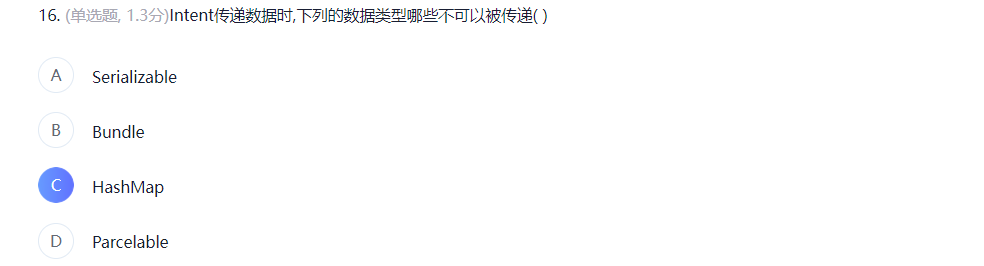 16. (单选题, 1.3分)Intent传递数据时,下列的数据类型哪些不可以被传递( )
A Serializable
B Bundle
C HashMap
D Parcelable